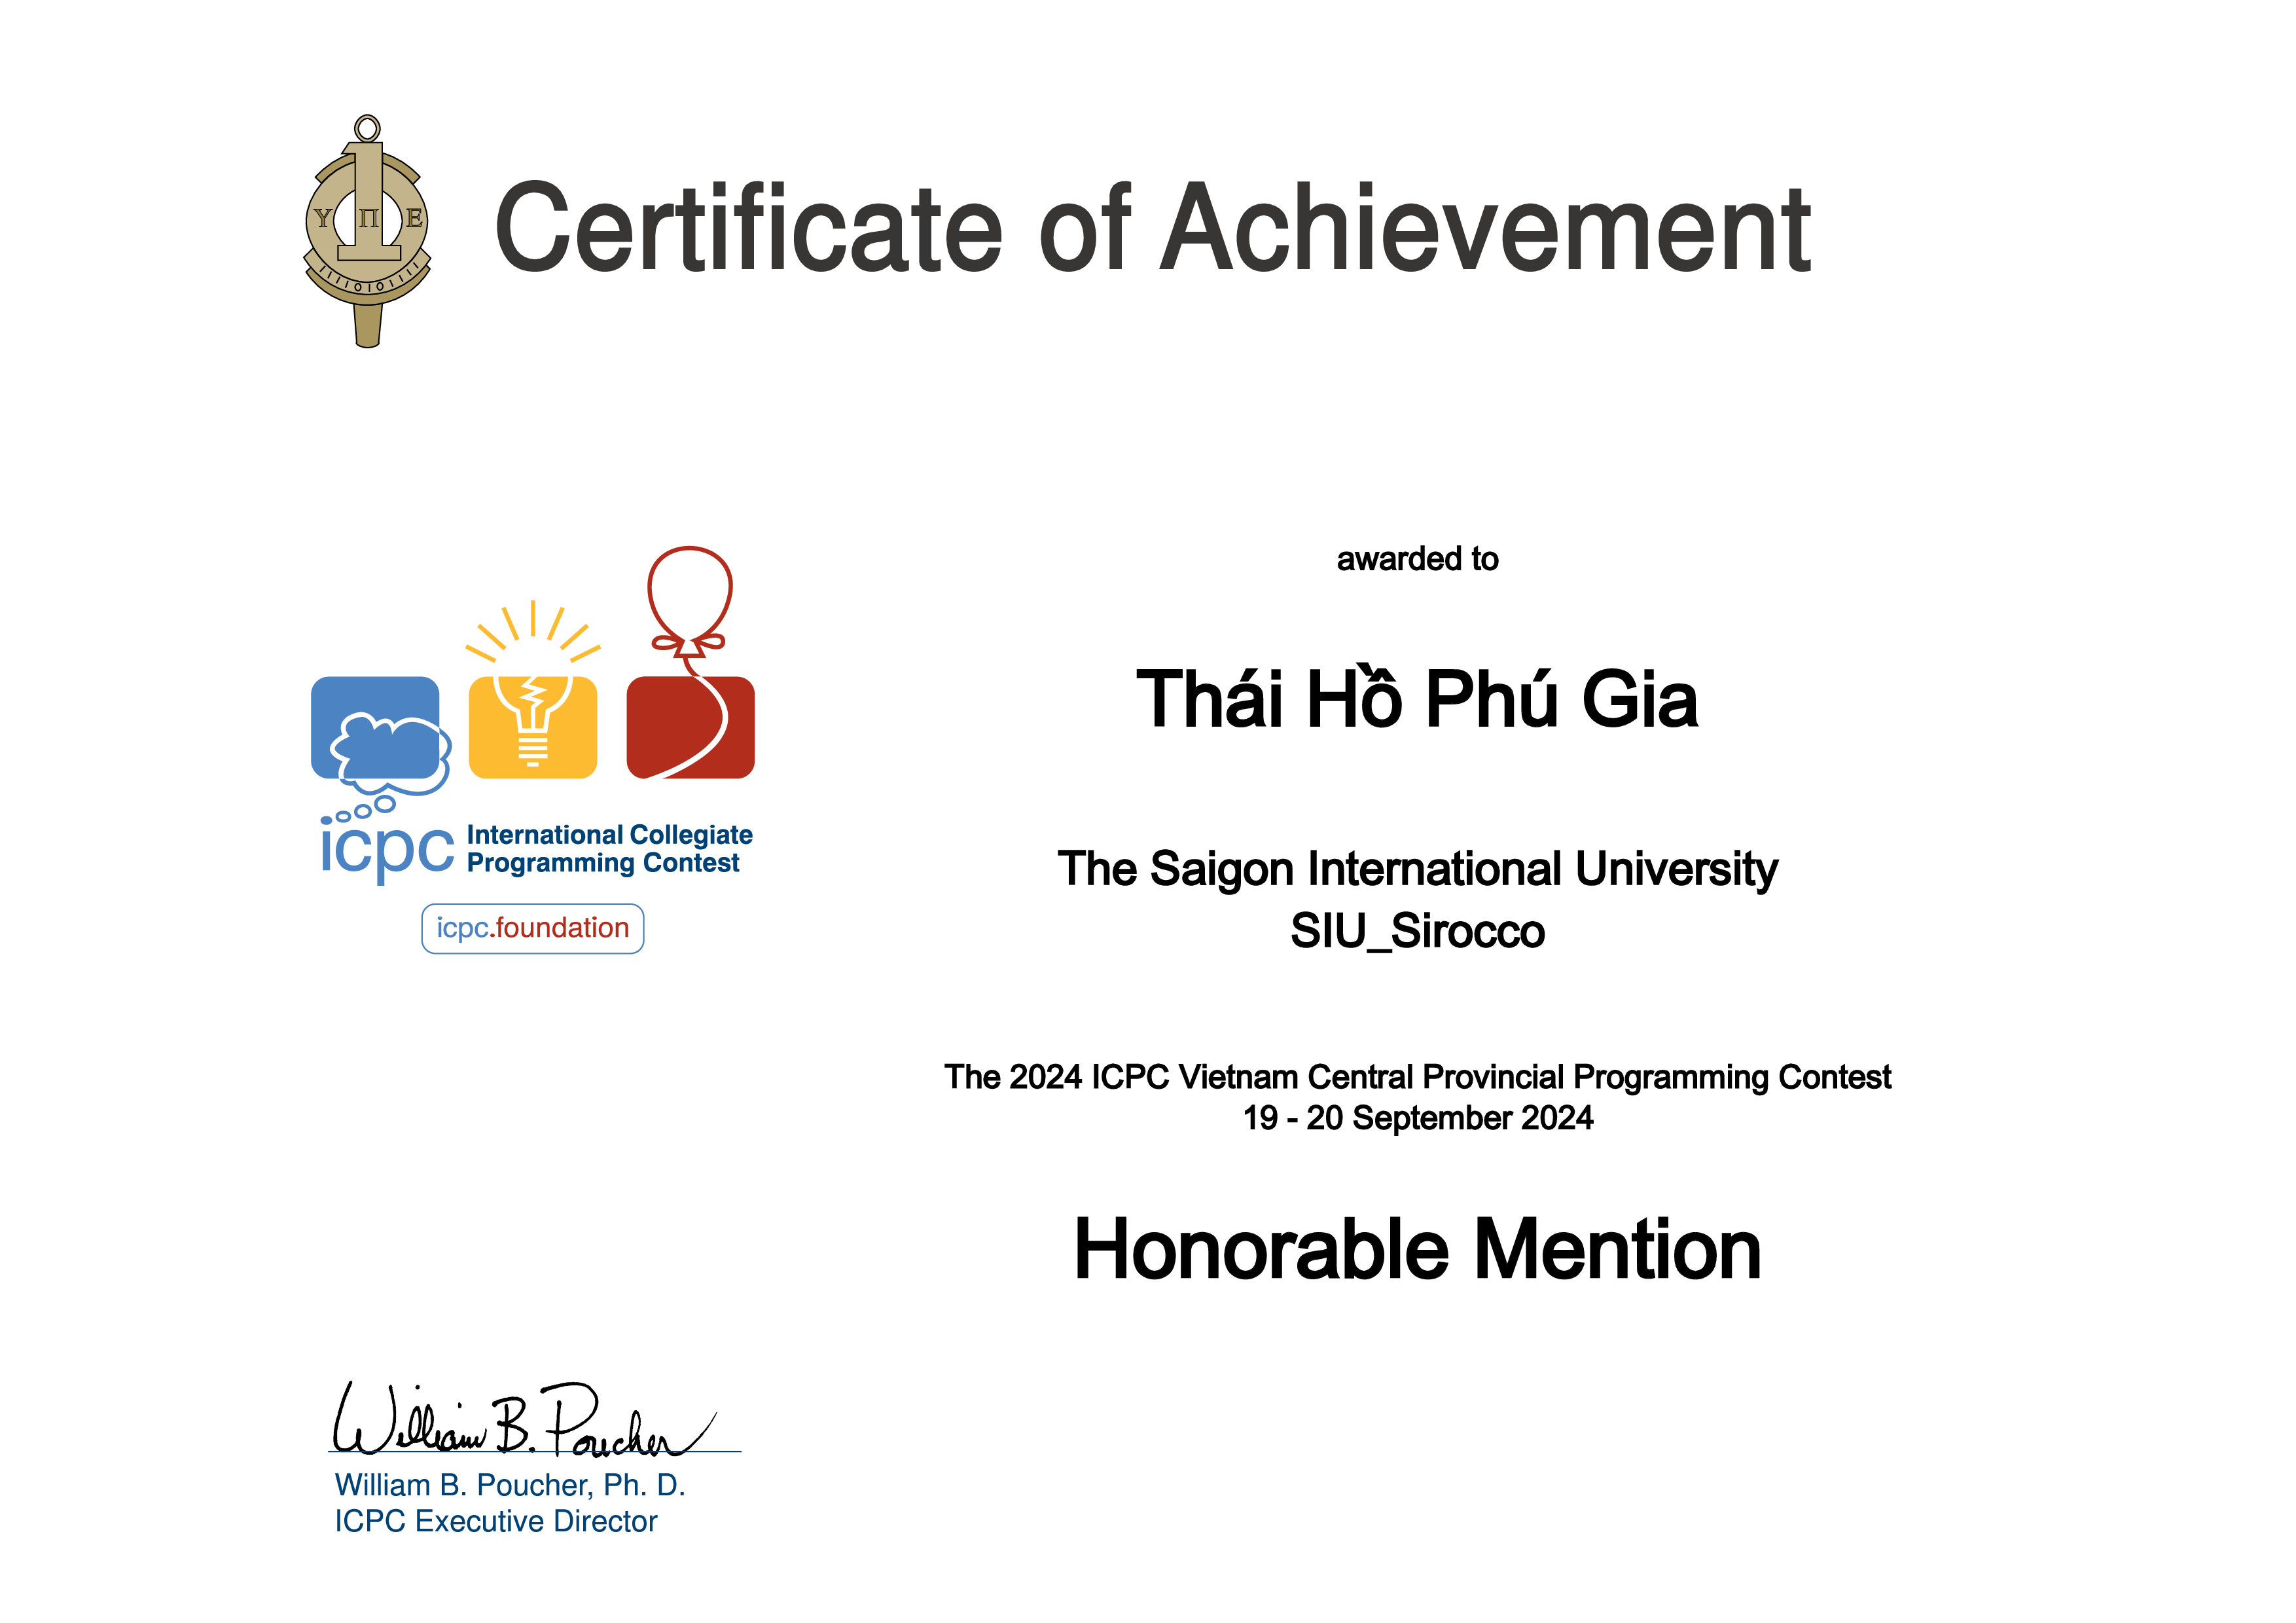 Certificate of Achievement
Υ Π Ε
awarded to
Thái Hồ Phú Gia
The Saigon International University
SIU_Sirocco
icpc International Collegiate
Programming Contest
icpc.foundation
The 2024 ICPC Vietnam Central Provincial Programming Contest
19 - 20 September 2024
Honorable Mention
William B. Poucher
William B. Poucher, Ph. D.
ICPC Executive Director